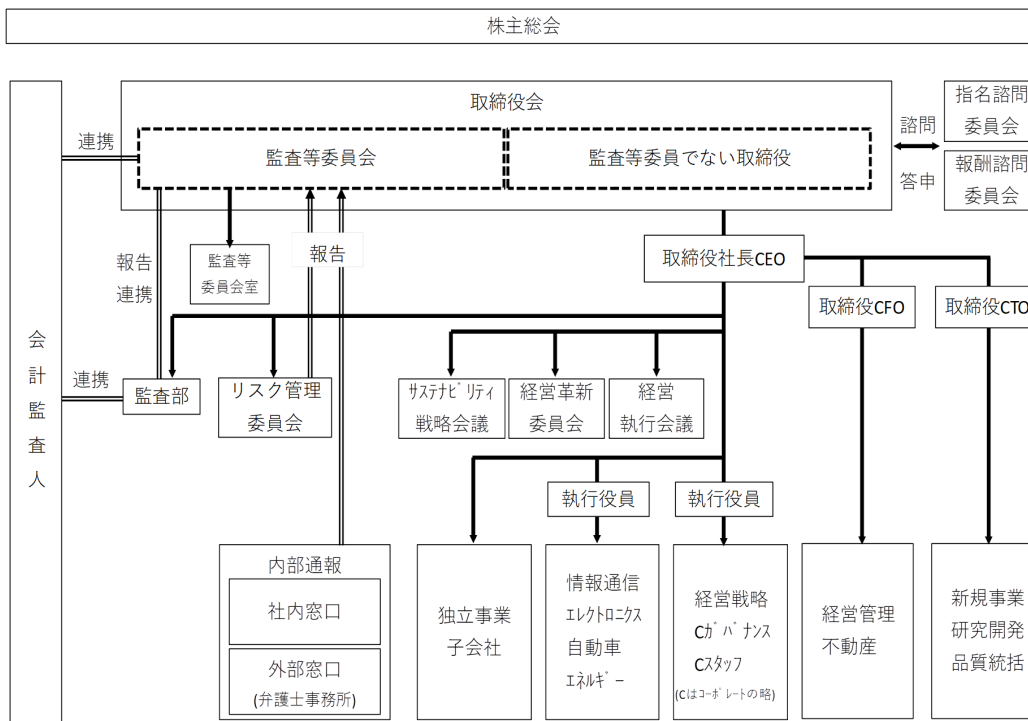 株主総会
取締役会
監査等委員会
監査等委員でない取締役
連携
諮問
答申
指名諮問
委員会
報酬諮問
委員会
報告
連携
監査等
委員会室
報告
取締役社長CEO
取締役CFO
取締役CTO
会計監査人
連携
監査部
リスク管理
委員会
ｻｽﾃﾅﾋﾞﾘﾃｨ
戦略会議
経営革新
委員会
経営
執行会議
執行役員
執行役員
内部通報
社内窓口
外部窓口
(弁護士事務所)
独立事業
子会社
情報通信
ｴﾚｸﾄﾛﾆｸｽ
自動車
ｴﾈﾙｷﾞｰ
経営戦略
Cｶﾞﾊﾞﾅﾝｽ
Cｽﾀｯﾌ
(Cはｺｰﾎﾟﾚｰﾄの略)
経営管理
不動産
新規事業
研究開発
品質統括